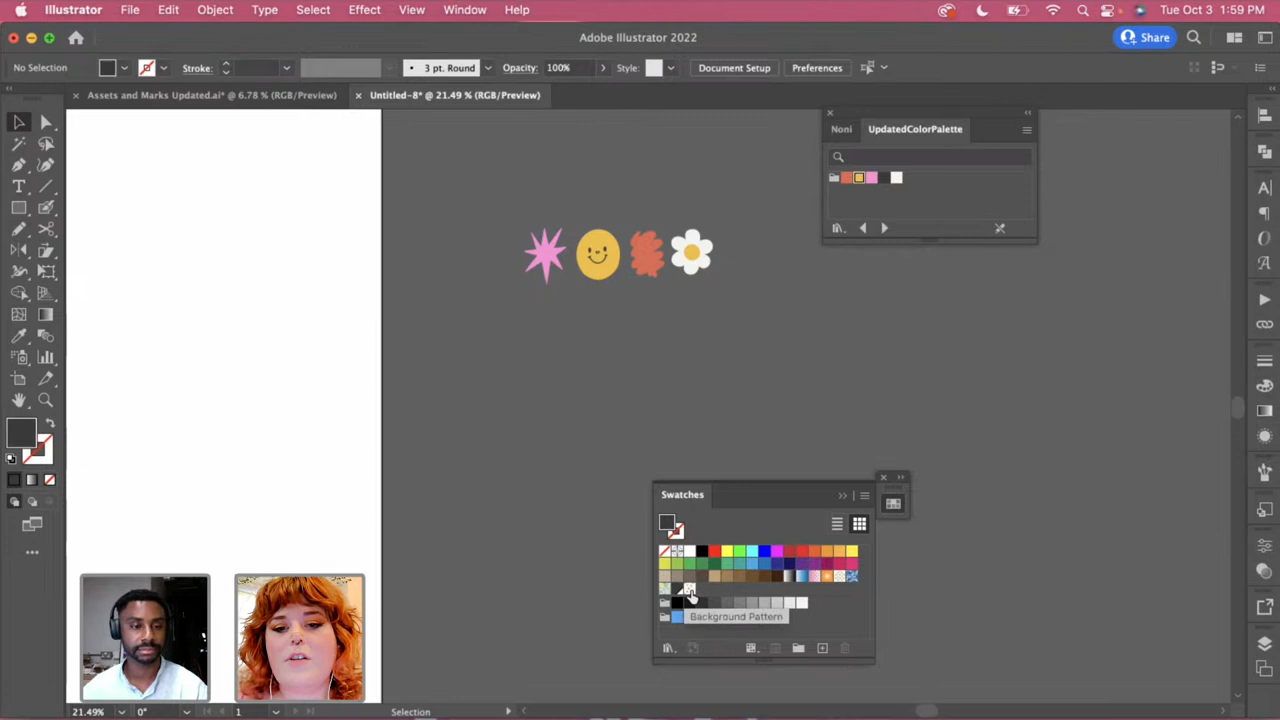 Illustrator File Edit Object Type Select Effect View Window Help Tue Oct 3 1:59 PM
Adobe Illustrator 2022 Share
No Selection Stroke: 3 pt. Round Opacity: 100% Style: Document Setup Preferences
Assets and Marks Updated.ai* @ 6.78 % (RGB/Preview) Untitled-8* @ 21.49 % (RGB/Preview)
Noni UpdatedColorPalette
Swatches
Background Pattern
21.49% 0° 1 Selection